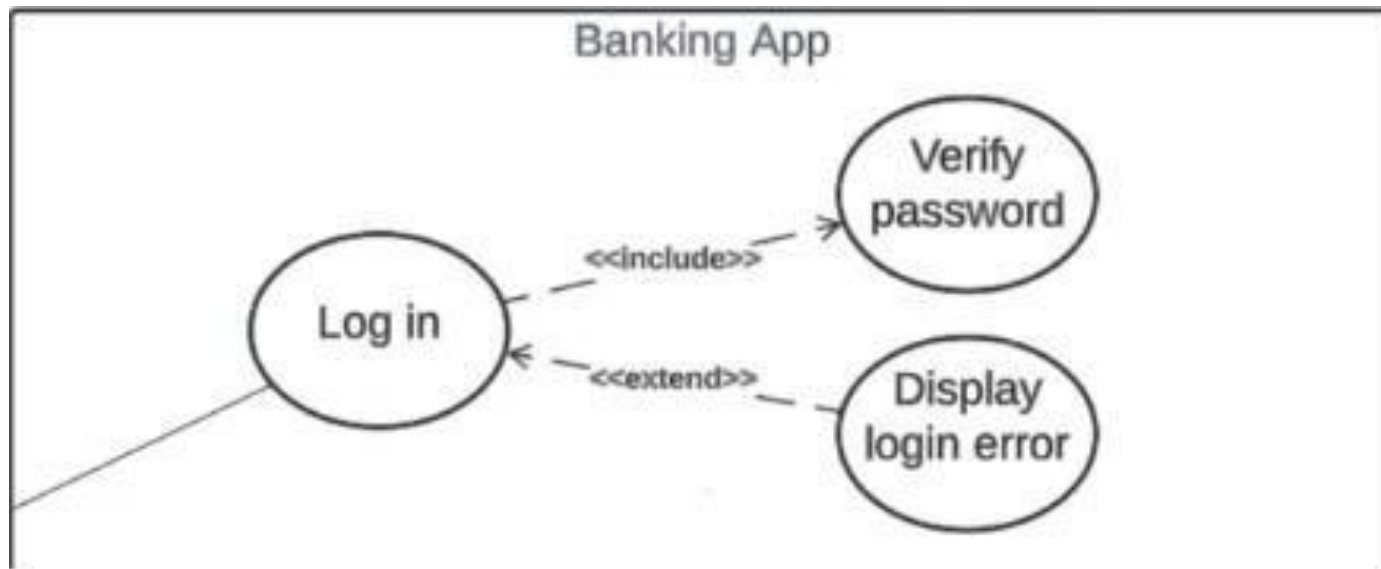 Banking App
Verify
password
<<include>>
Log in
<<extend>>
Display
login error